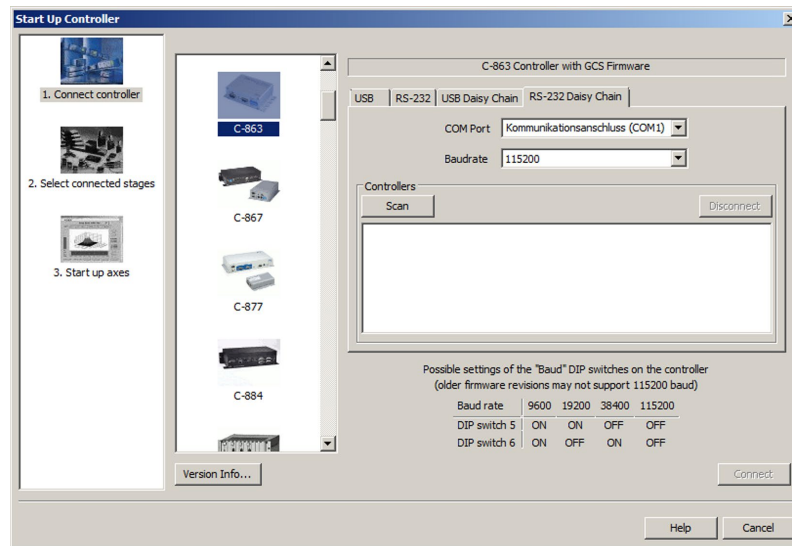 Start Up Controller
1. Connect controller
2. Select connected stages
3. Start up axes
C-863
C-867
C-877
C-884
Version Info...
C-863 Controller with GCS Firmware
USB RS-232 USB Daisy Chain RS-232 Daisy Chain
COM Port Kommunikationsanschluss (COM1)
Baudrate 115200
Controllers
Scan Disconnect
Possible settings of the "Baud" DIP switches on the controller
(older firmware revisions may not support 115200 baud)
Baud rate 9600 19200 38400 115200
DIP switch 5 ON ON OFF OFF
DIP switch 6 ON OFF ON OFF
Connect
Help Cancel